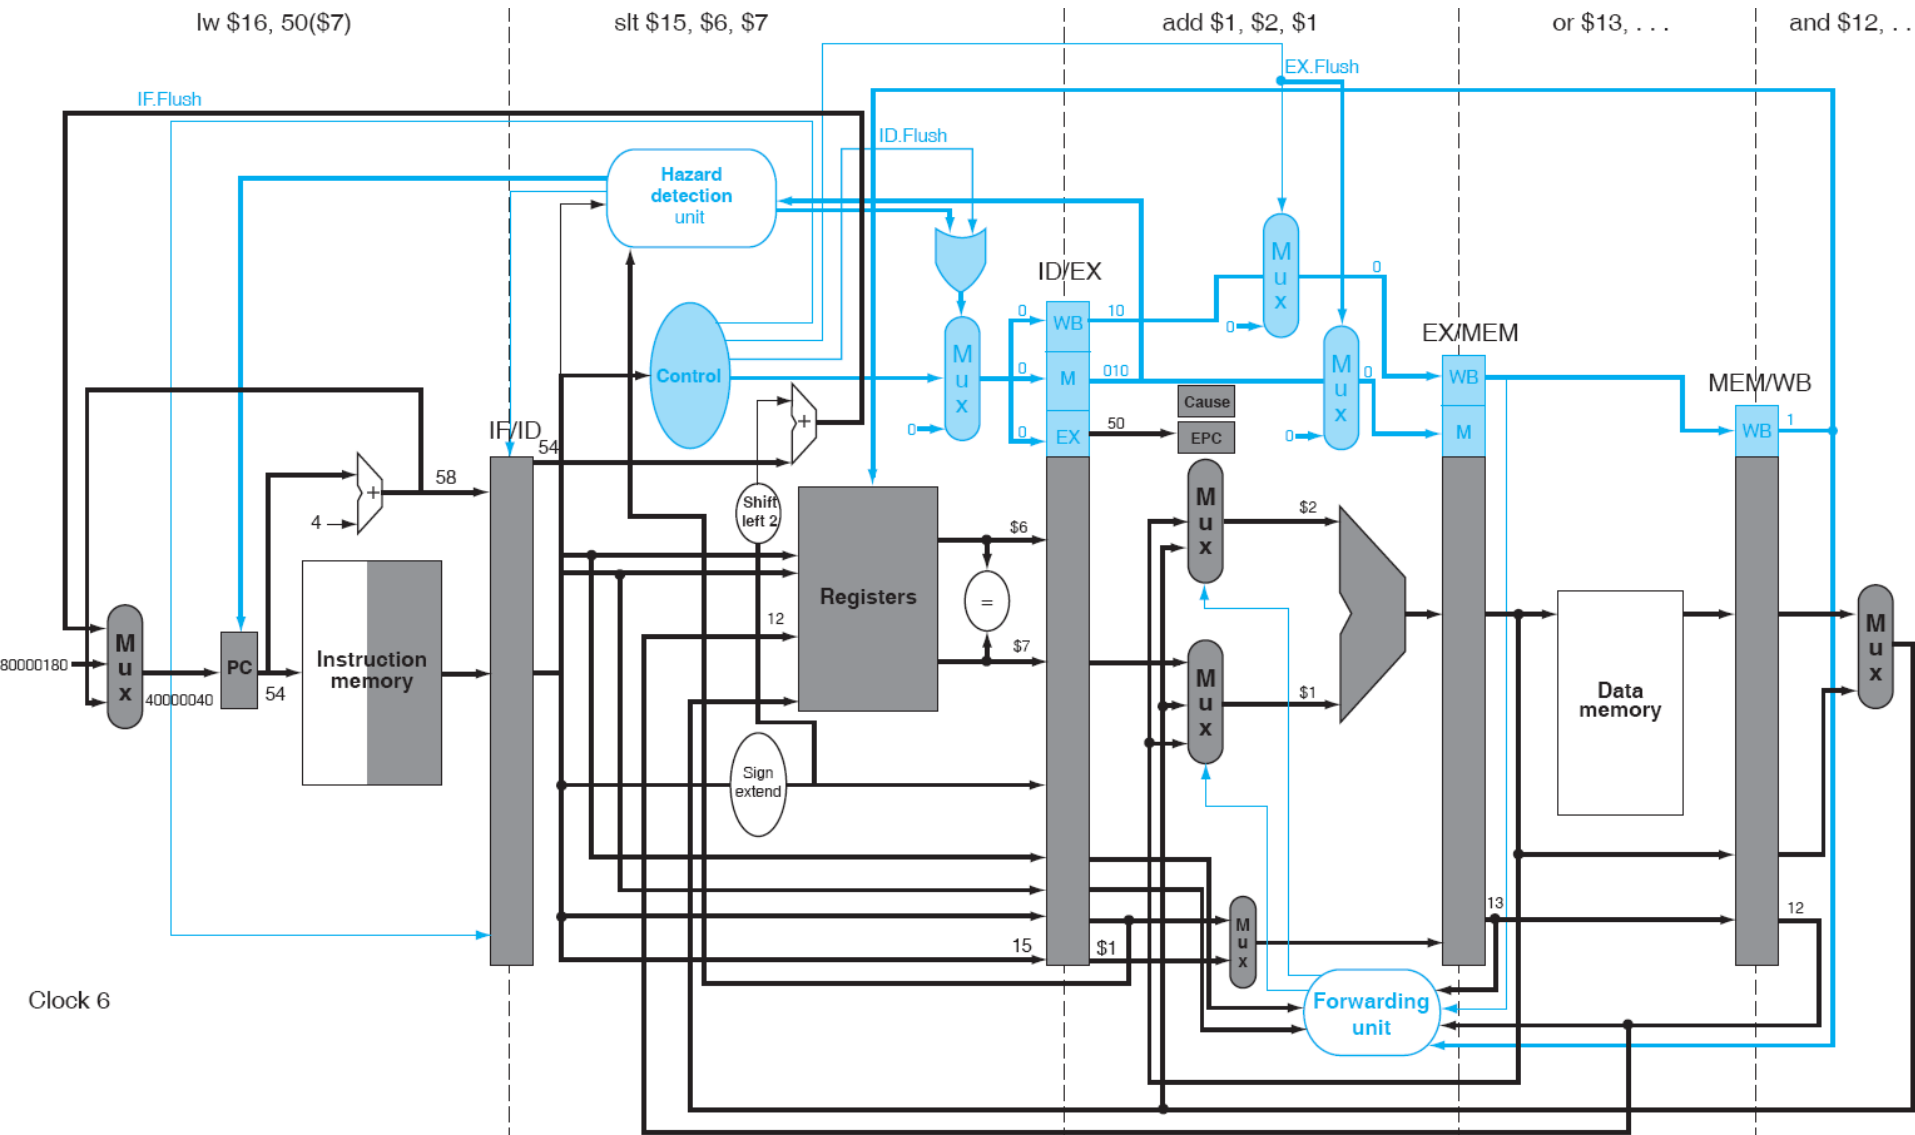 lw $16, 50($7)
slt $15, $6, $7
add $1, $2, $1
or $13, . . .
and $12, . .
IF.Flush
EX.Flush
ID.Flush
Hazard
detection
unit
M
u
x
0
ID/EX
WB
M
EX
0
0
0
10
010
50
Control
M
u
x
0
M
u
x
0
0
0
Cause
EPC
EX/MEM
WB
M
MEM/WB
WB
1
IF/ID
54
+
58
+
4
Shift
left 2
M
u
x
80000180
40000040
PC
54
Instruction
memory
Registers
12
$6
=
$7
Sign
extend
15
$1
M
u
x
$2
M
u
x
$1
M
u
x
Data
memory
M
u
x
13
12
Forwarding
unit
Clock 6